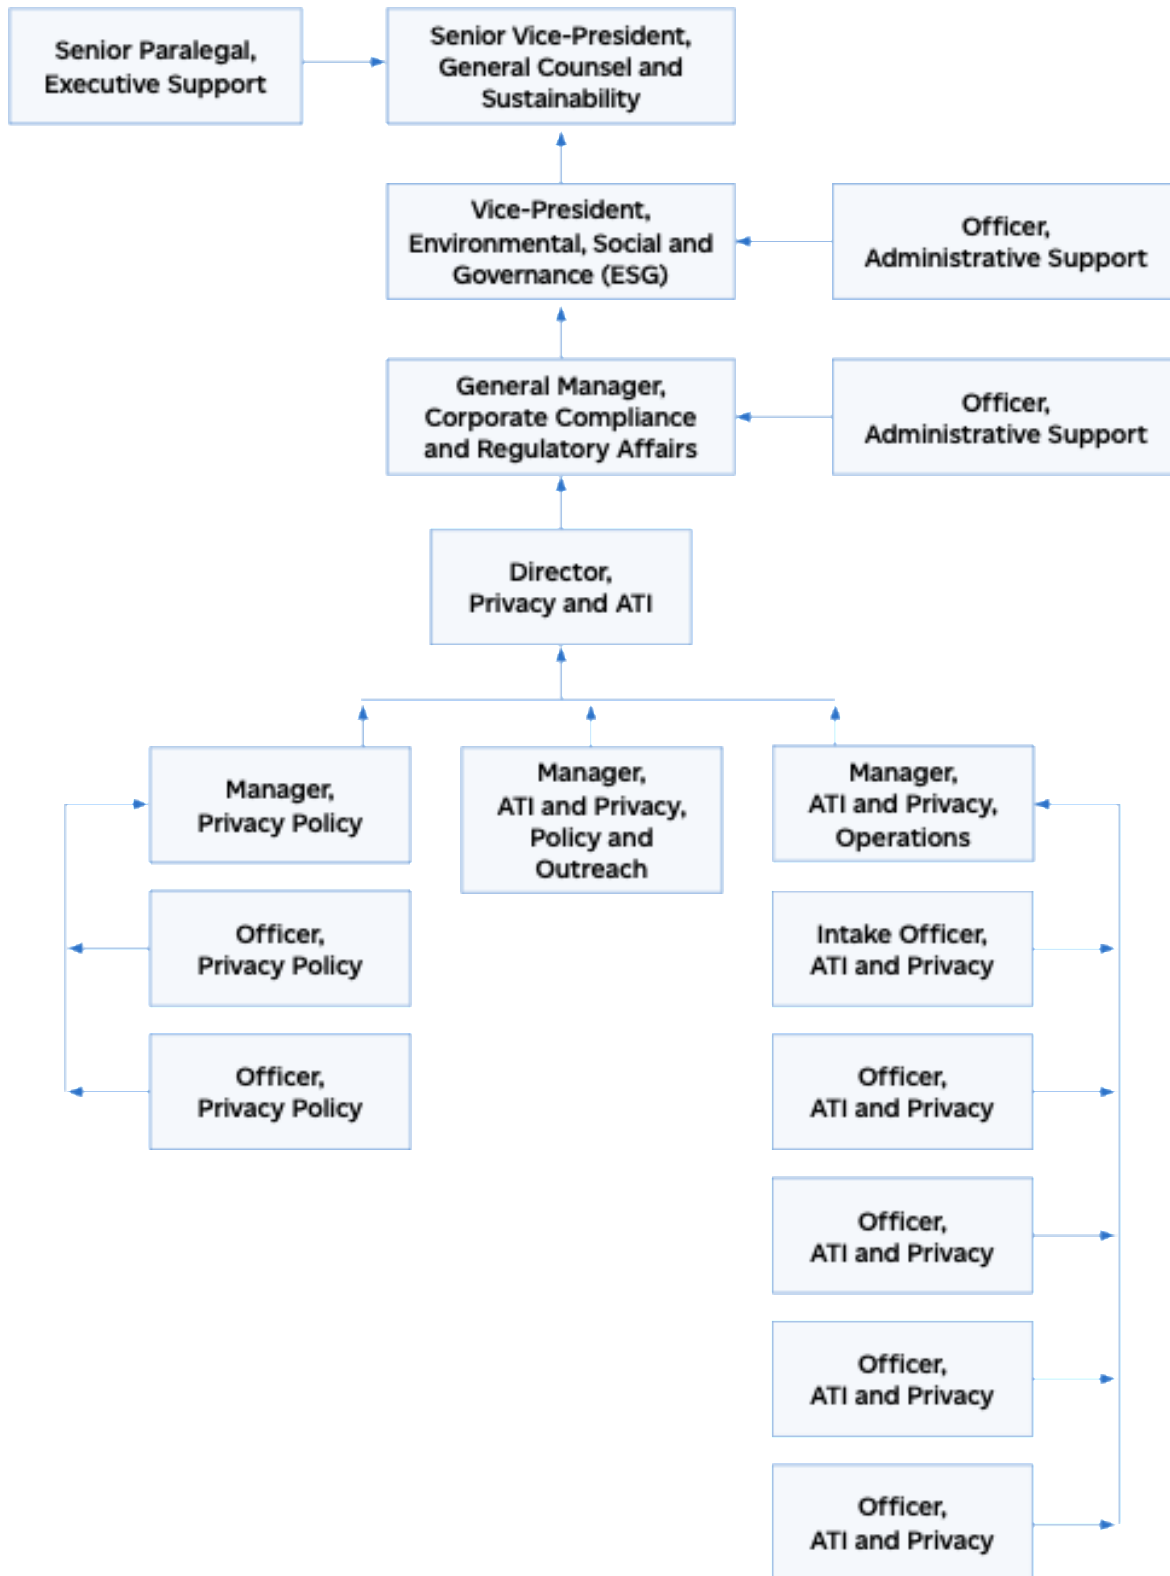 Senior Paralegal,
Executive Support
Senior Vice-President,
General Counsel and
Sustainability
Vice-President,
Environmental, Social and
Governance (ESG)
Officer,
Administrative Support
General Manager,
Corporate Compliance
and Regulatory Affairs
Officer,
Administrative Support
Director,
Privacy and ATI
Manager,
Privacy Policy
Manager,
ATI and Privacy,
Policy and
Outreach
Manager,
ATI and Privacy,
Operations
Officer,
Privacy Policy
Intake Officer,
ATI and Privacy
Officer,
Privacy Policy
Officer,
ATI and Privacy
Officer,
ATI and Privacy
Officer,
ATI and Privacy
Officer,
ATI and Privacy